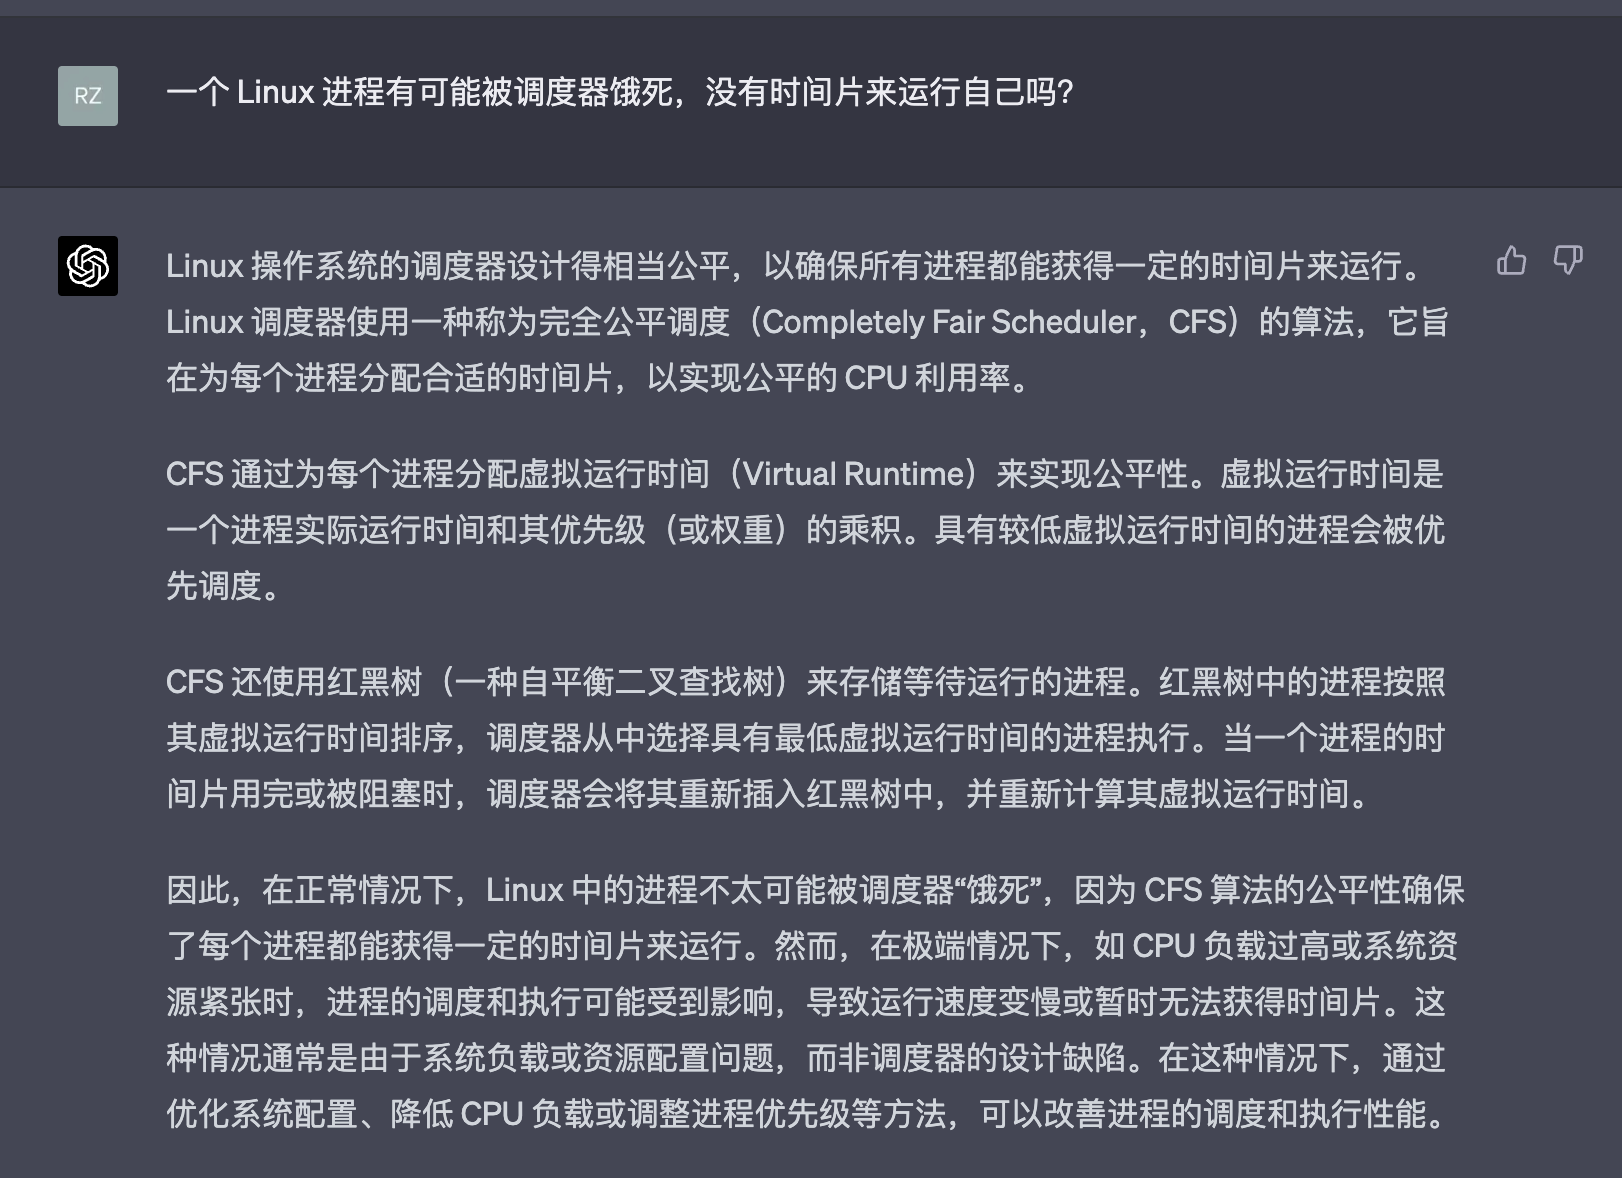 RZ
一个 Linux 进程有可能被调度器饿死，没有时间片来运行自己吗？
Linux 操作系统的调度器设计得相当公平，以确保所有进程都能获得一定的时间片来运行。
Linux 调度器使用一种称为完全公平调度（Completely Fair Scheduler，CFS）的算法，它旨
在为每个进程分配合适的时间片，以实现公平的 CPU 利用率。
CFS 通过为每个进程分配虚拟运行时间（Virtual Runtime）来实现公平性。虚拟运行时间是
一个进程实际运行时间和其优先级（或权重）的乘积。具有较低虚拟运行时间的进程会被优
先调度。
CFS 还使用红黑树（一种自平衡二叉查找树）来存储等待运行的进程。红黑树中的进程按照
其虚拟运行时间排序，调度器从中选择具有最低虚拟运行时间的进程执行。当一个进程的时
间片用完或被阻塞时，调度器会将其重新插入红黑树中，并重新计算其虚拟运行时间。
因此，在正常情况下，Linux 中的进程不太可能被调度器“饿死”，因为 CFS 算法的公平性确保
了每个进程都能获得一定的时间片来运行。然而，在极端情况下，如 CPU 负载过高或系统资
源紧张时，进程的调度和执行可能受到影响，导致运行速度变慢或暂时无法获得时间片。这
种情况通常是由于系统负载或资源配置问题，而非调度器的设计缺陷。在这种情况下，通过
优化系统配置、降低 CPU 负载或调整进程优先级等方法，可以改善进程的调度和执行性能。